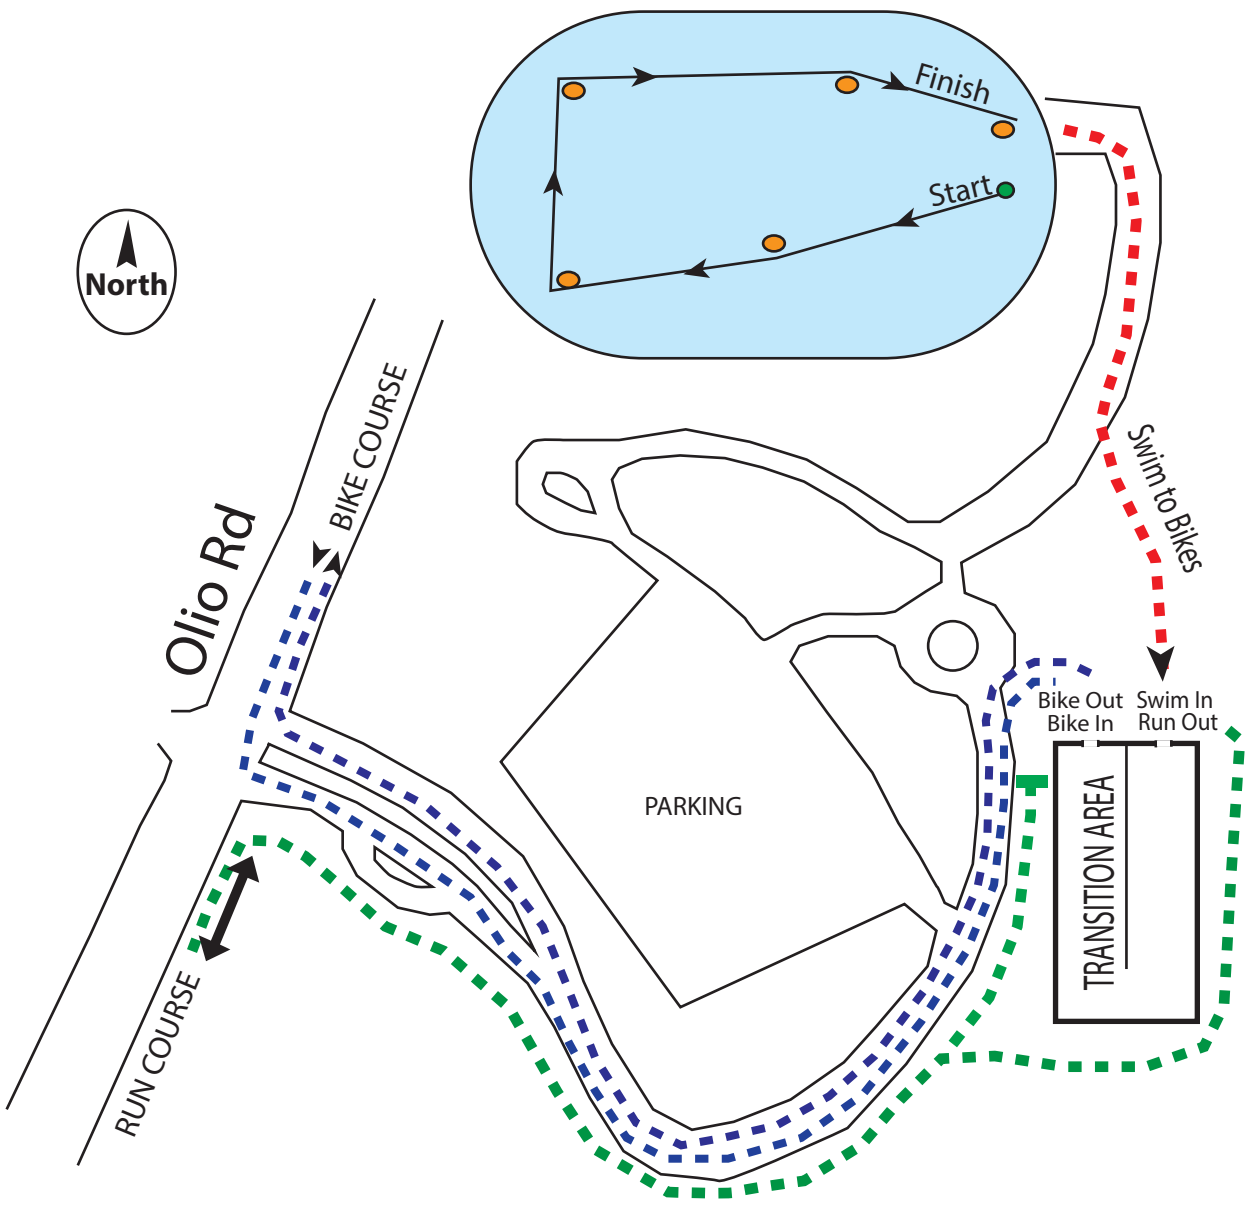 Finish
Start
North
BIKE COURSE
Swim to Bikes
Olio Rd
Bike Out
Bike In
Swim In
Run Out
PARKING
TRANSITION AREA
RUN COURSE